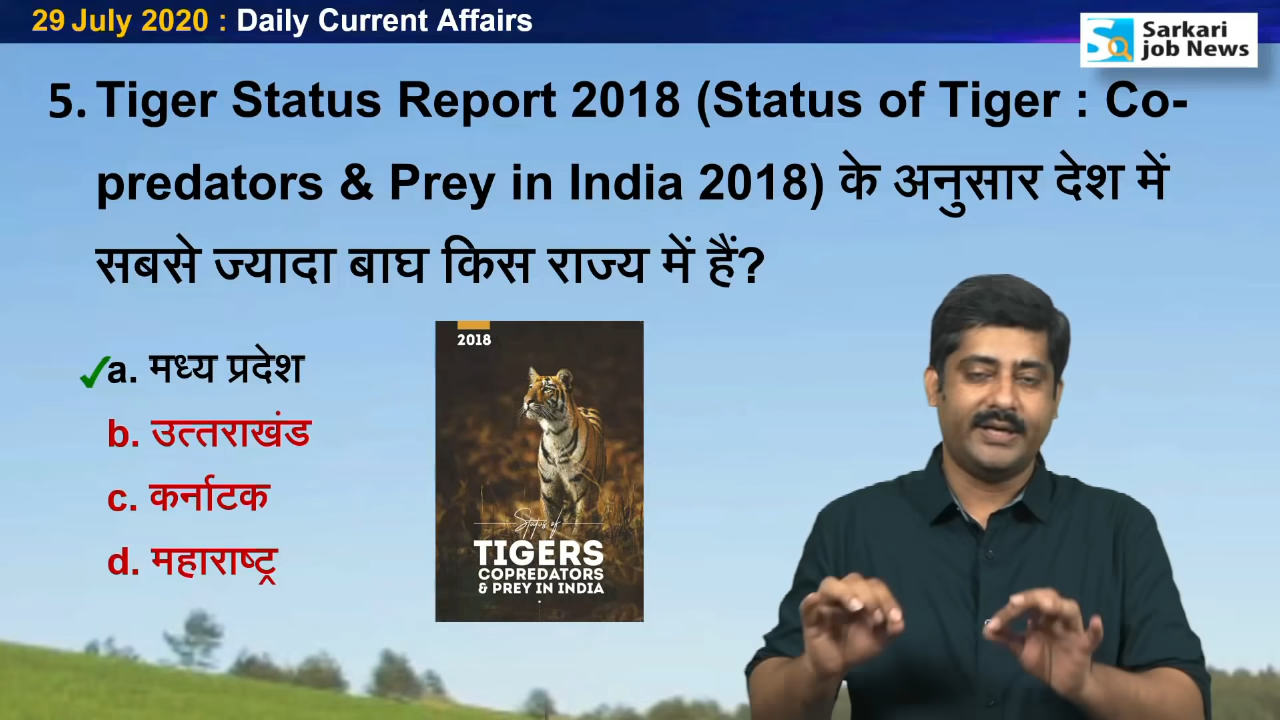 29 July 2020 : Daily Current Affairs
Sarkari
job News
5. Tiger Status Report 2018 (Status of Tiger : Co-
predators & Prey in India 2018) के अनुसार देश में
सबसे ज्यादा बाघ किस राज्य में हैं?
a. मध्य प्रदेश
b. उत्तराखंड
c. कर्नाटक
d. महाराष्ट्र
2018
Status of
TIGERS
COPREDATORS
& PREY IN INDIA